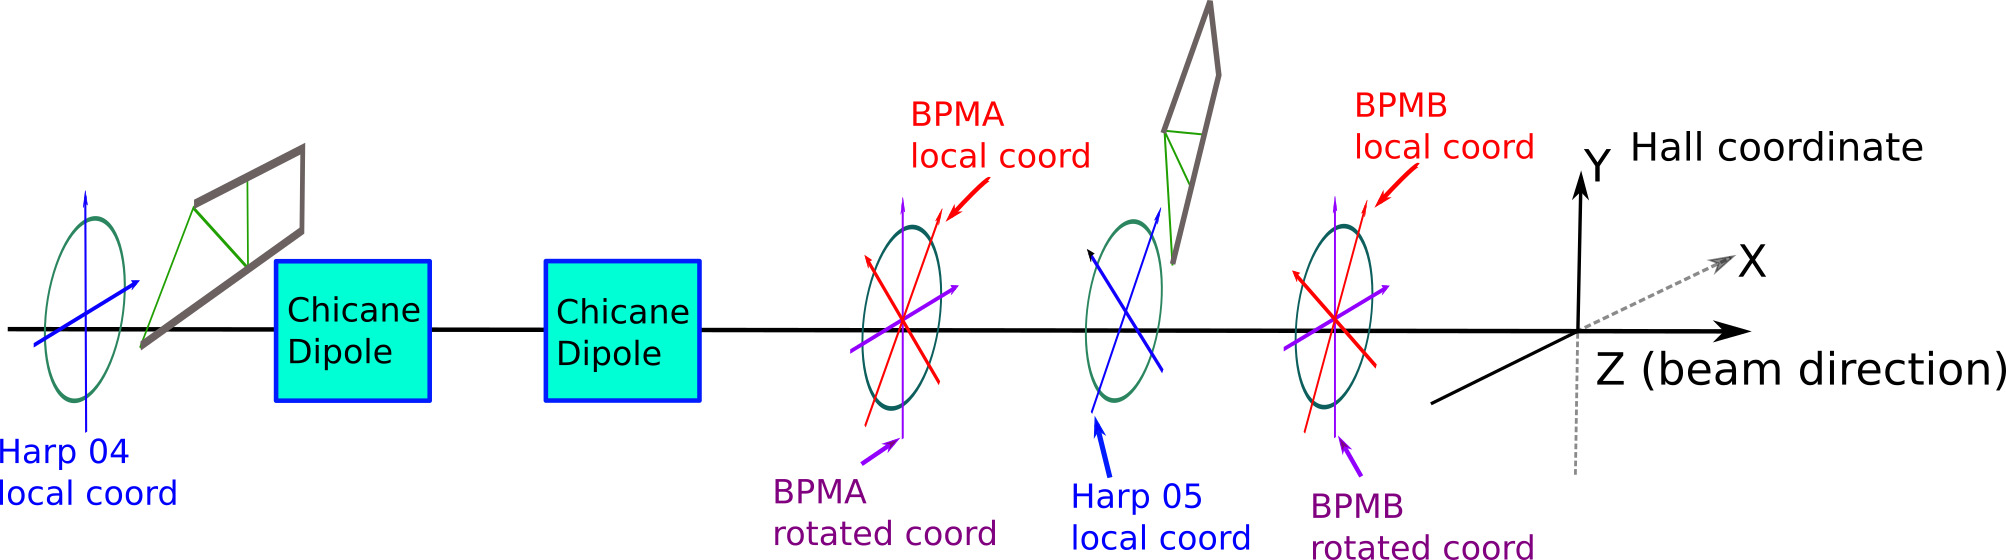 BPMA
local coord
BPMB
local coord
Y
Hall coordinate
X
Chicane
Dipole
Chicane
Dipole
Z (beam direction)
Harp 04
local coord
BPMA
rotated coord
Harp 05
local coord
BPMB
rotated coord